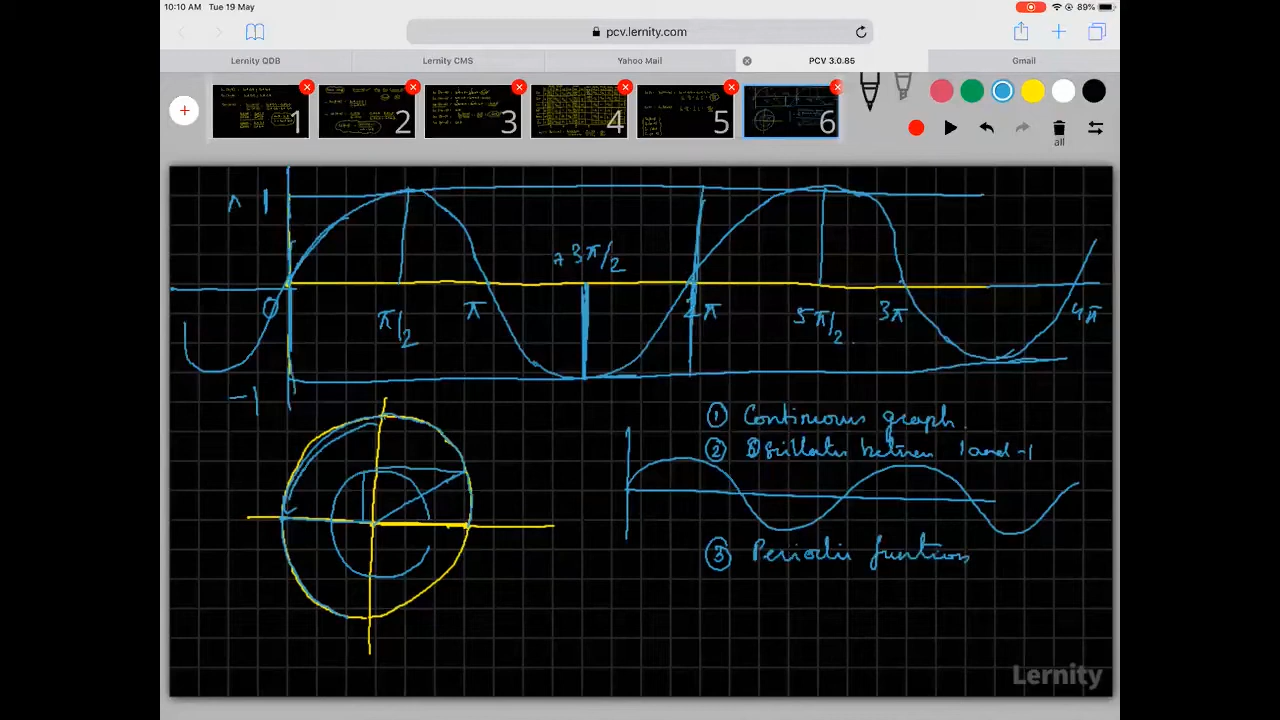 10:10 AM Tue 19 May
89%
pcv.lernity.com
Lernity QDB
Lernity CMS
Yahoo Mail
PCV 3.0.85
Gmail
1
2
3
4
5
6
all
1
3π/2
0
π/2
π
2π
5π/2
3π
4π
-1
① Continuous graph.
② Oscillates between 1 and -1
③ Periodic function
Lernity